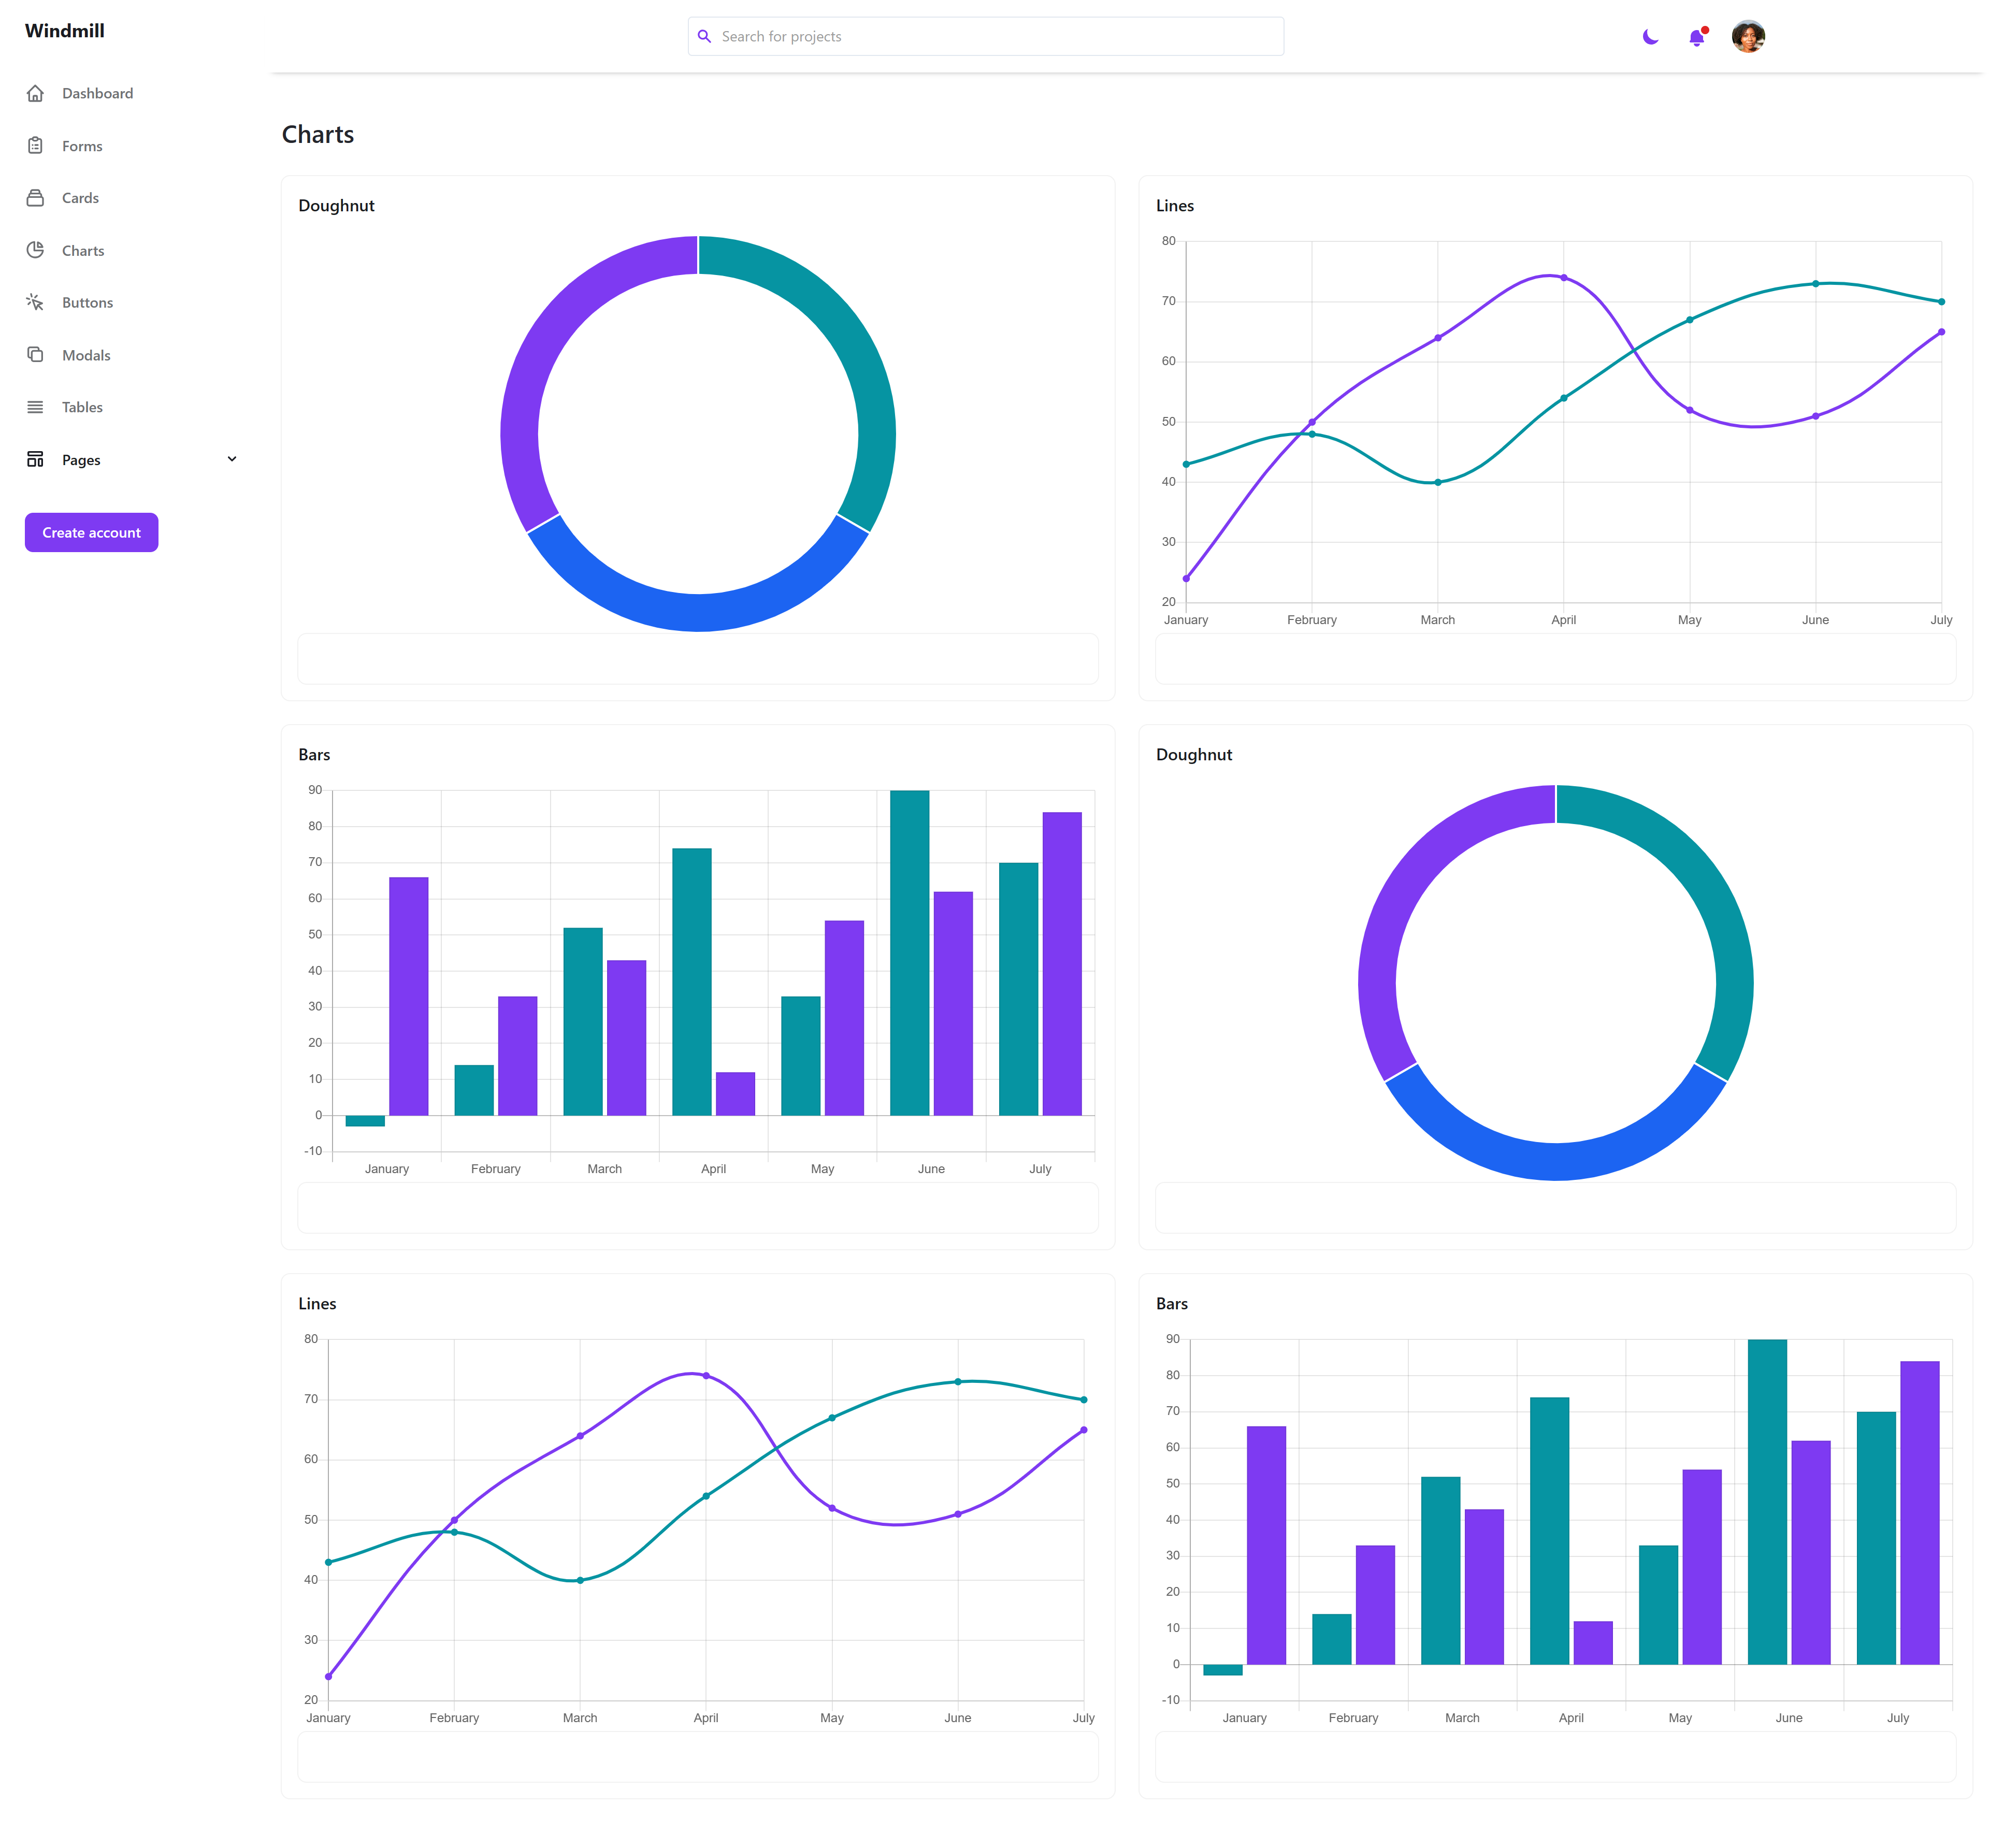 Windmill
Search for projects
Dashboard
Forms
Cards
Charts
Buttons
Modals
Tables
Pages
Create account
Charts
Doughnut
Lines
80
70
60
50
40
30
20
January February March April May June July
Bars
90
80
70
60
50
40
30
20
10
0
-10
January February March April May June July
Doughnut
Lines
80
70
60
50
40
30
20
January February March April May June July
Bars
90
80
70
60
50
40
30
20
10
0
-10
January February March April May June July